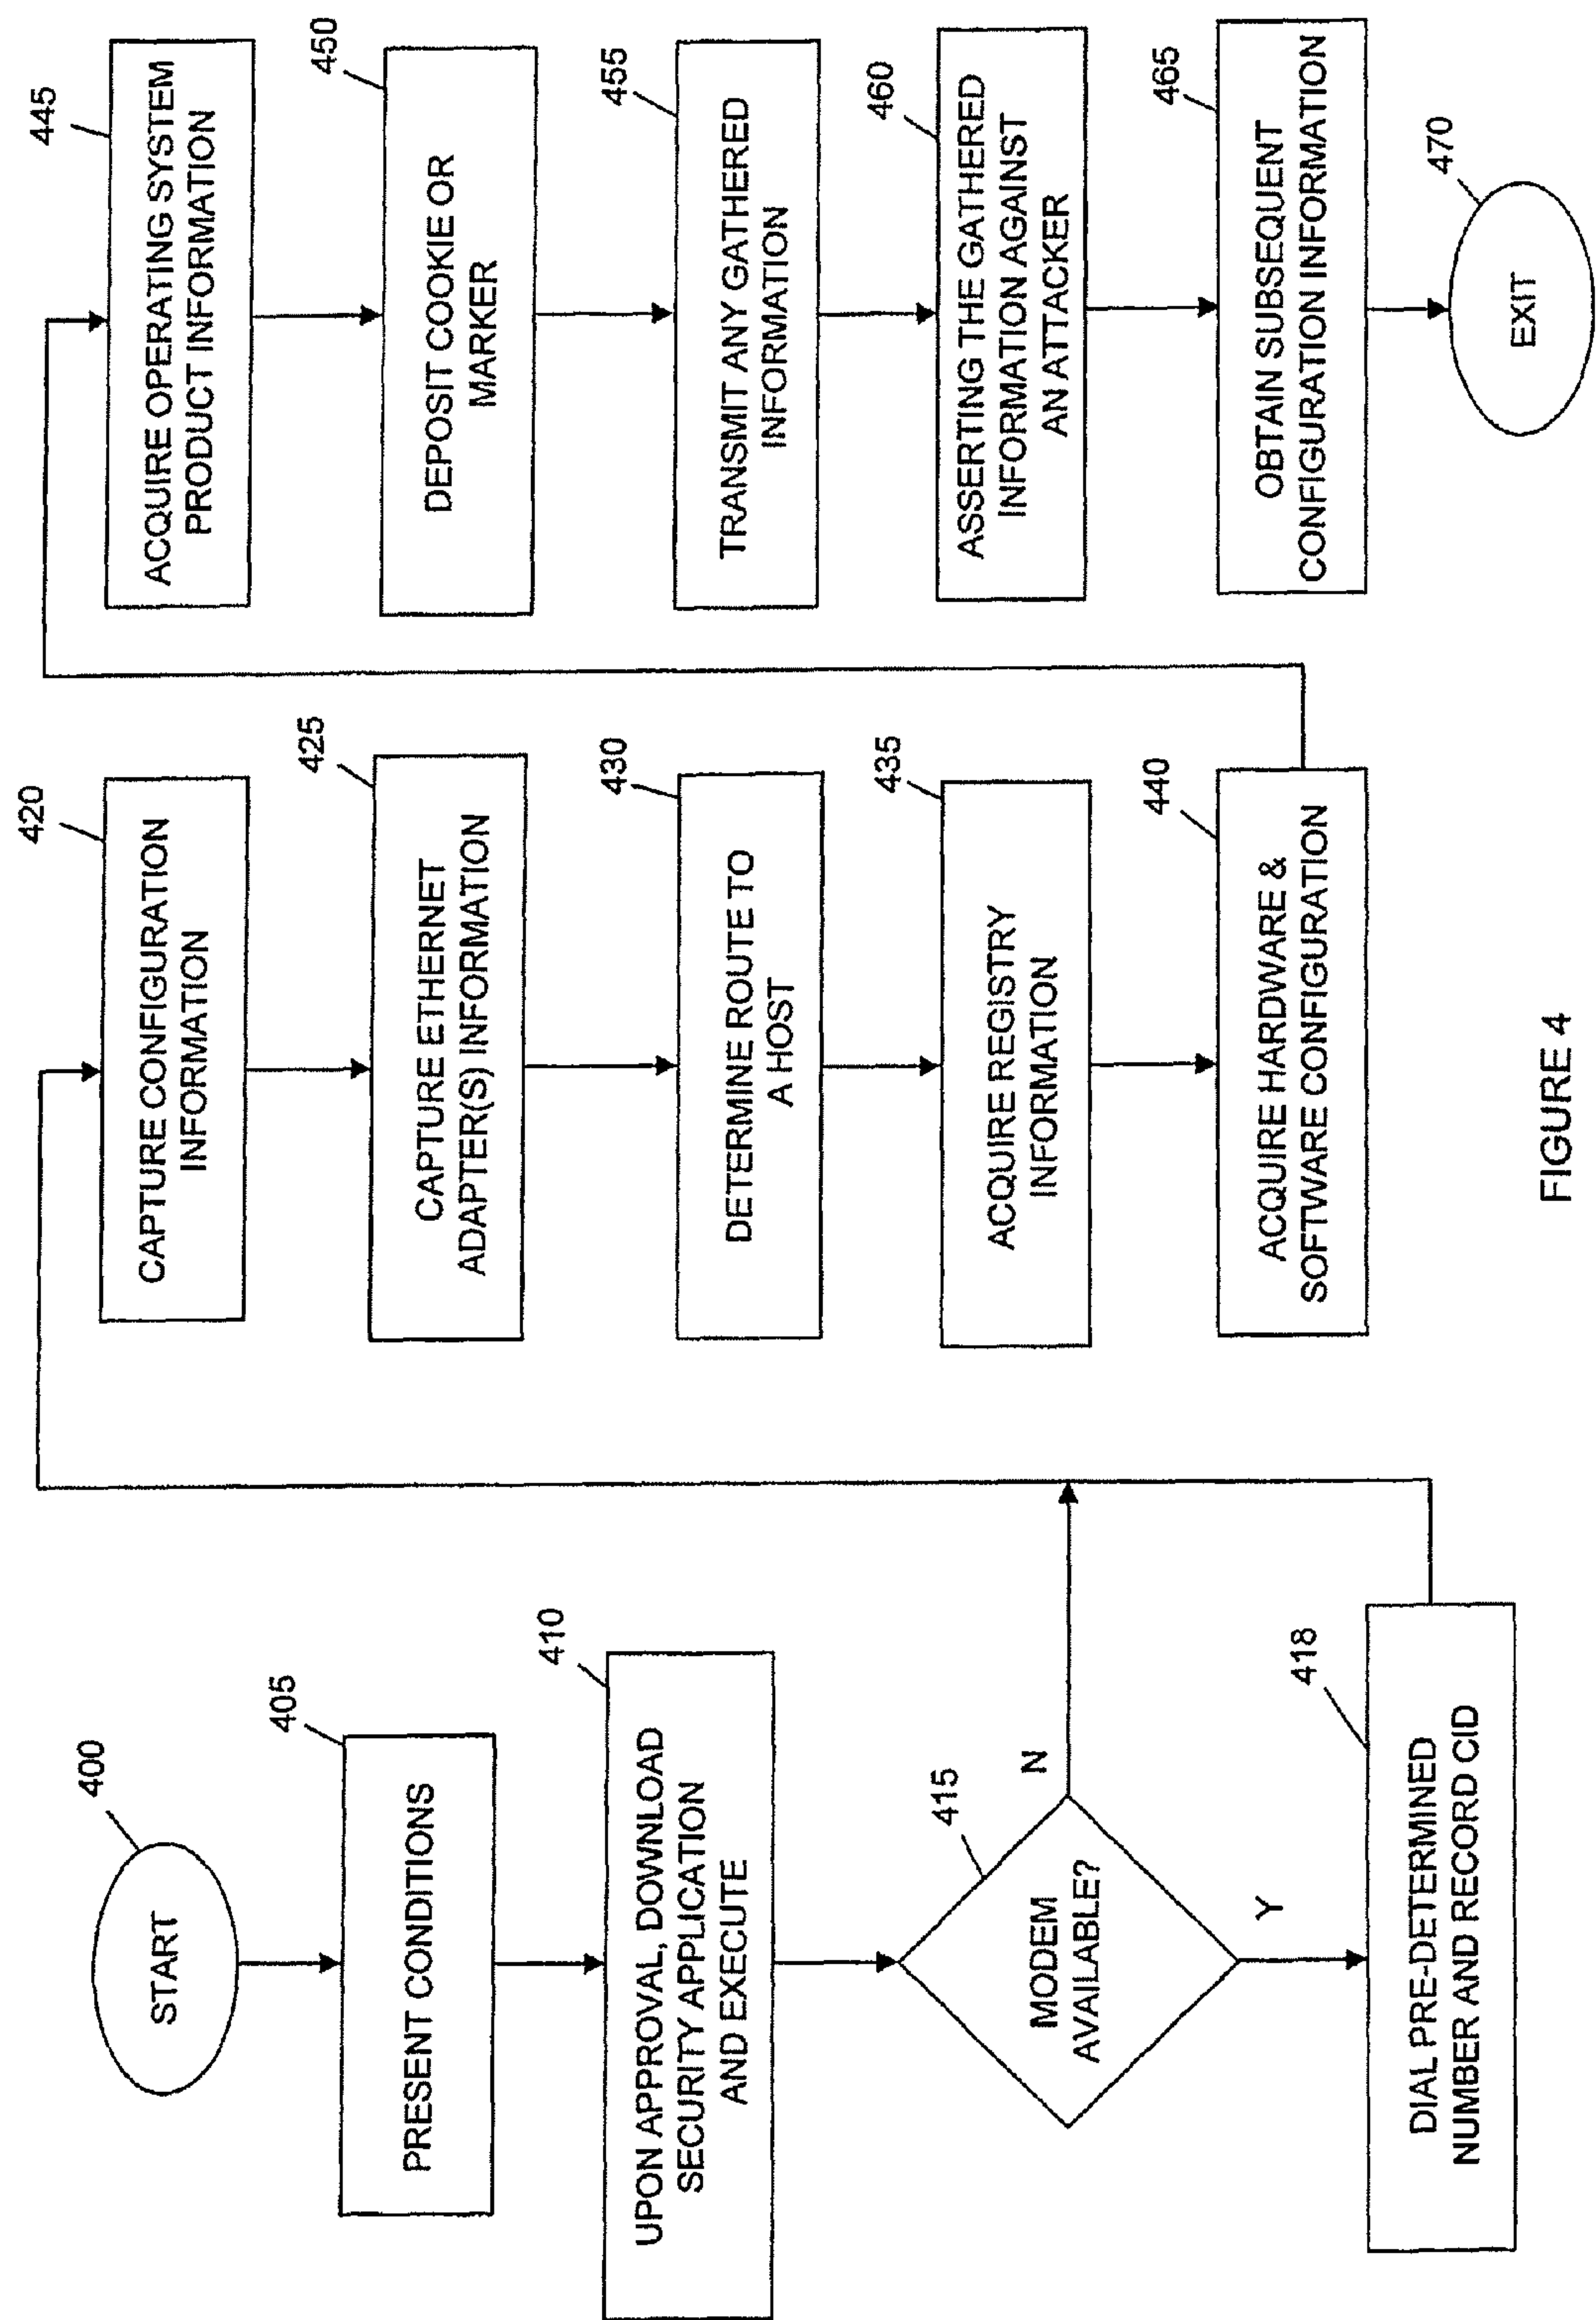 400
START
405
PRESENT CONDITIONS
410
UPON APPROVAL, DOWNLOAD
SECURITY APPLICATION
AND EXECUTE
415
MODEM
AVAILABLE?
N
Y
418
DIAL PRE-DETERMINED
NUMBER AND RECORD CID
420
CAPTURE CONFIGURATION
INFORMATION
425
CAPTURE ETHERNET
ADAPTER(S) INFORMATION
430
DETERMINE ROUTE TO
A HOST
435
ACQUIRE REGISTRY
INFORMATION
440
ACQUIRE HARDWARE &
SOFTWARE CONFIGURATION
445
ACQUIRE OPERATING SYSTEM
PRODUCT INFORMATION
450
DEPOSIT COOKIE OR
MARKER
455
TRANSMIT ANY GATHERED
INFORMATION
460
ASSERTING THE GATHERED
INFORMATION AGAINST
AN ATTACKER
465
OBTAIN SUBSEQUENT
CONFIGURATION INFORMATION
470
EXIT
FIGURE 4